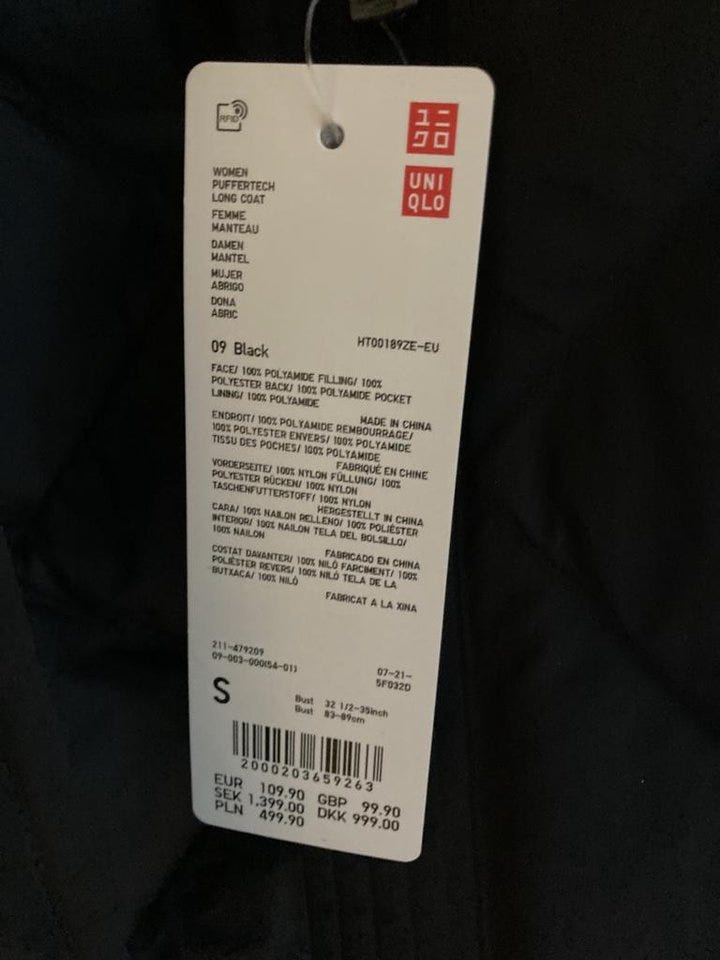 RFID
ユニ
クロ
UNI
QLO
WOMEN
PUFFERTECH
LONG COAT
FEMME
MANTEAU
DAMEN
MANTEL
MUJER
ABRIGO
DONA
ABRIC
09 Black
HT00189ZE-EU
FACE/ 100% POLYAMIDE FILLING/ 100%
POLYESTER BACK/ 100% POLYAMIDE POCKET
LINING/ 100% POLYAMIDE
MADE IN CHINA
ENDROIT/ 100% POLYAMIDE REMBOURRAGE/
100% POLYESTER ENVERS/ 100% POLYAMIDE
TISSU DES POCHES/ 100% POLYAMIDE
FABRIQUÉ EN CHINE
VORDERSEITE/ 100% NYLON FÜLLUNG/ 100%
POLYESTER RÜCKEN/ 100% NYLON
TASCHENFUTTERSTOFF/ 100% NYLON
HERGESTELLT IN CHINA
CARA/ 100% NAILON RELLENO/ 100% POLIÉSTER
INTERIOR/ 100% NAILON TELA DEL BOLSILLO/
100% NAILON
FABRICADO EN CHINA
COSTAT DAVANTER/ 100% NILÓ FARCIMENT/ 100%
POLIÈSTER REVERS/ 100% NILÓ TELA DE LA
BUTXACA/ 100% NILÓ
FABRICAT A LA XINA
211-479209
09-003-000(54-01)
07-21-
5F032D
S
Bust 32 1/2-35inch
Bust 83-89cm
2000203659263
EUR 109.90 GBP 99.90
SEK 1,399.00 DKK 999.00
PLN 499.90